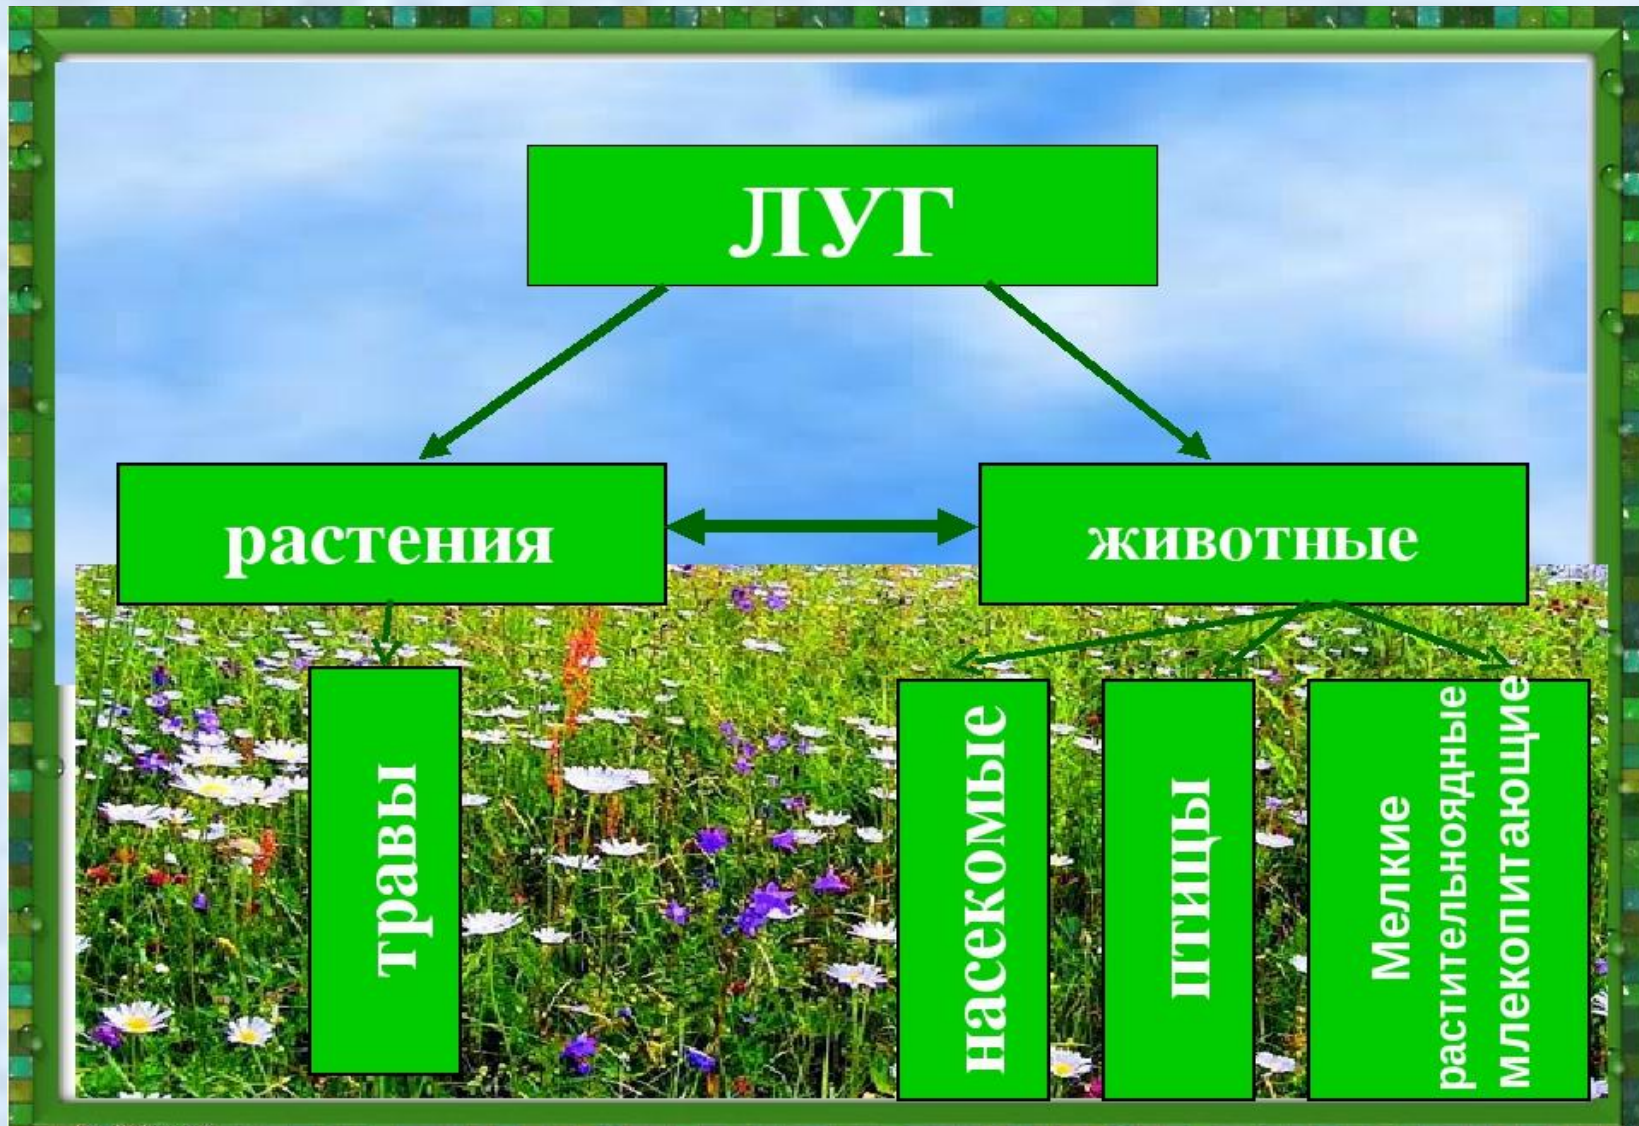 ЛУГ
растения
животные
травы
насекомые
птицы
Мелкие
растительноядные
млекопитающие